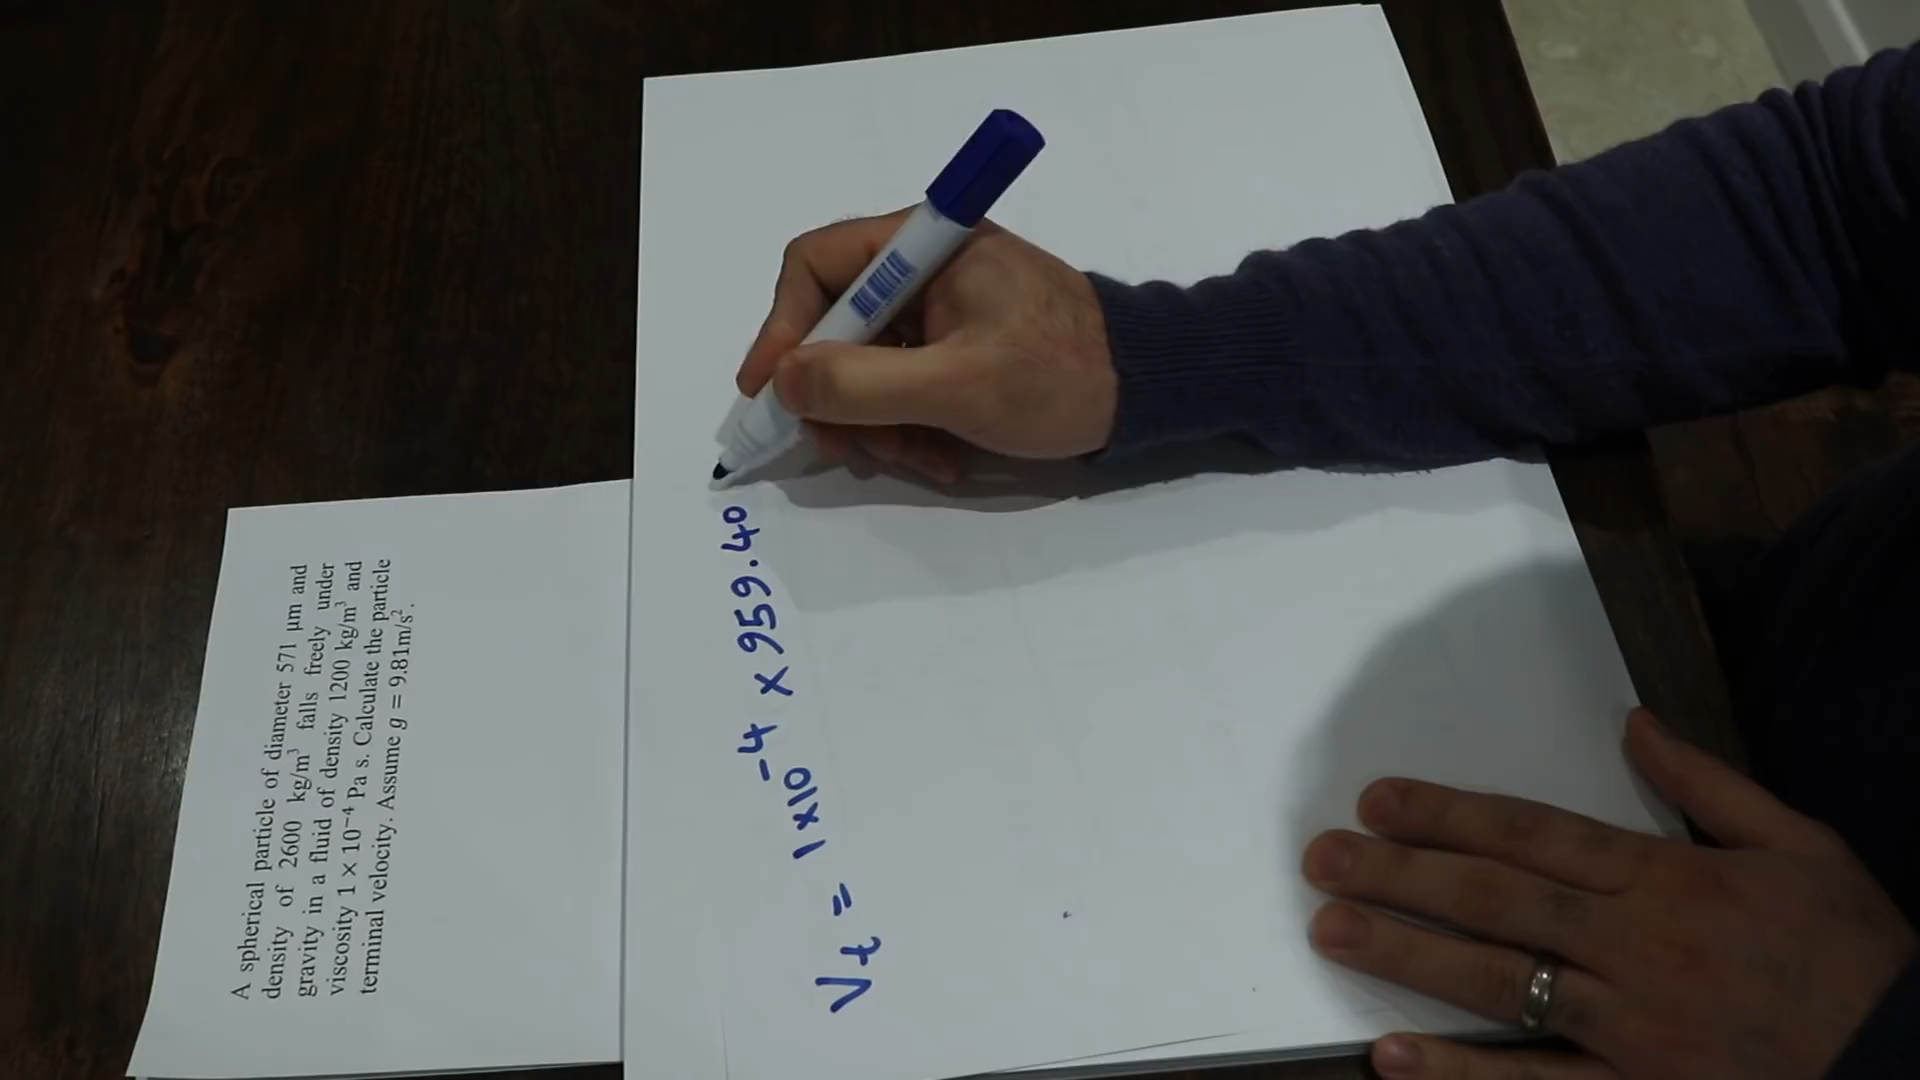 A spherical particle of diameter 571 μm and
density of 2600 kg/m³ falls freely under
gravity in a fluid of density 1200 kg/m³ and
viscosity 1 × 10⁻⁴ Pa s. Calculate the particle
terminal velocity. Assume g = 9.81m/s².
Vt = 1x10⁻⁴ x 959.40